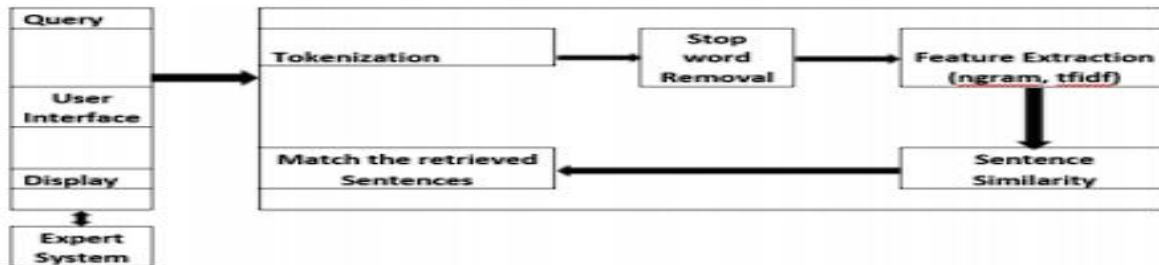 Query
User
Interface
Display
Expert
System
Tokenization
Stop
word
Removal
Feature Extraction
(ngram, tfidf)
Sentence
Similarity
Match the retrieved
Sentences